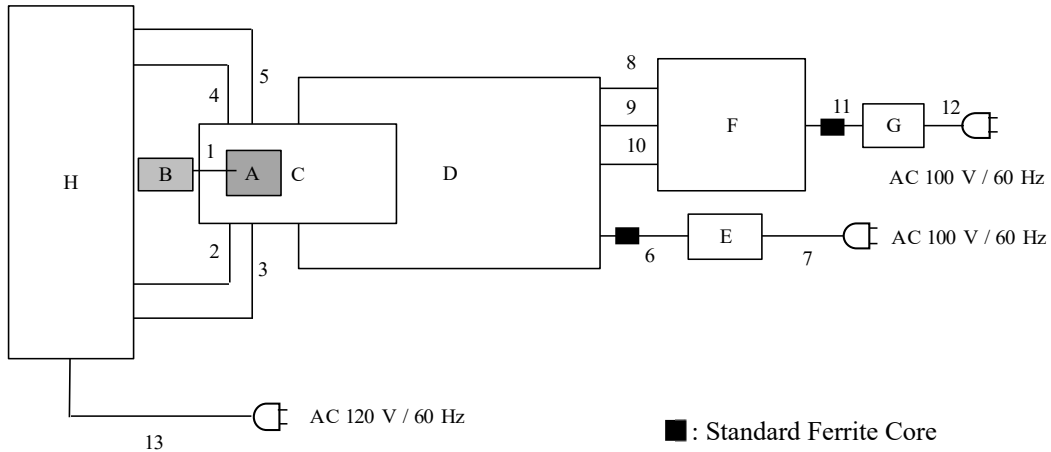 8
5
4
9
11
12
F
G
10
1
H
B
A
C
D
AC 100 V / 60 Hz
2
3
E
AC 100 V / 60 Hz
6
7
AC 120 V / 60 Hz
13
: Standard Ferrite Core